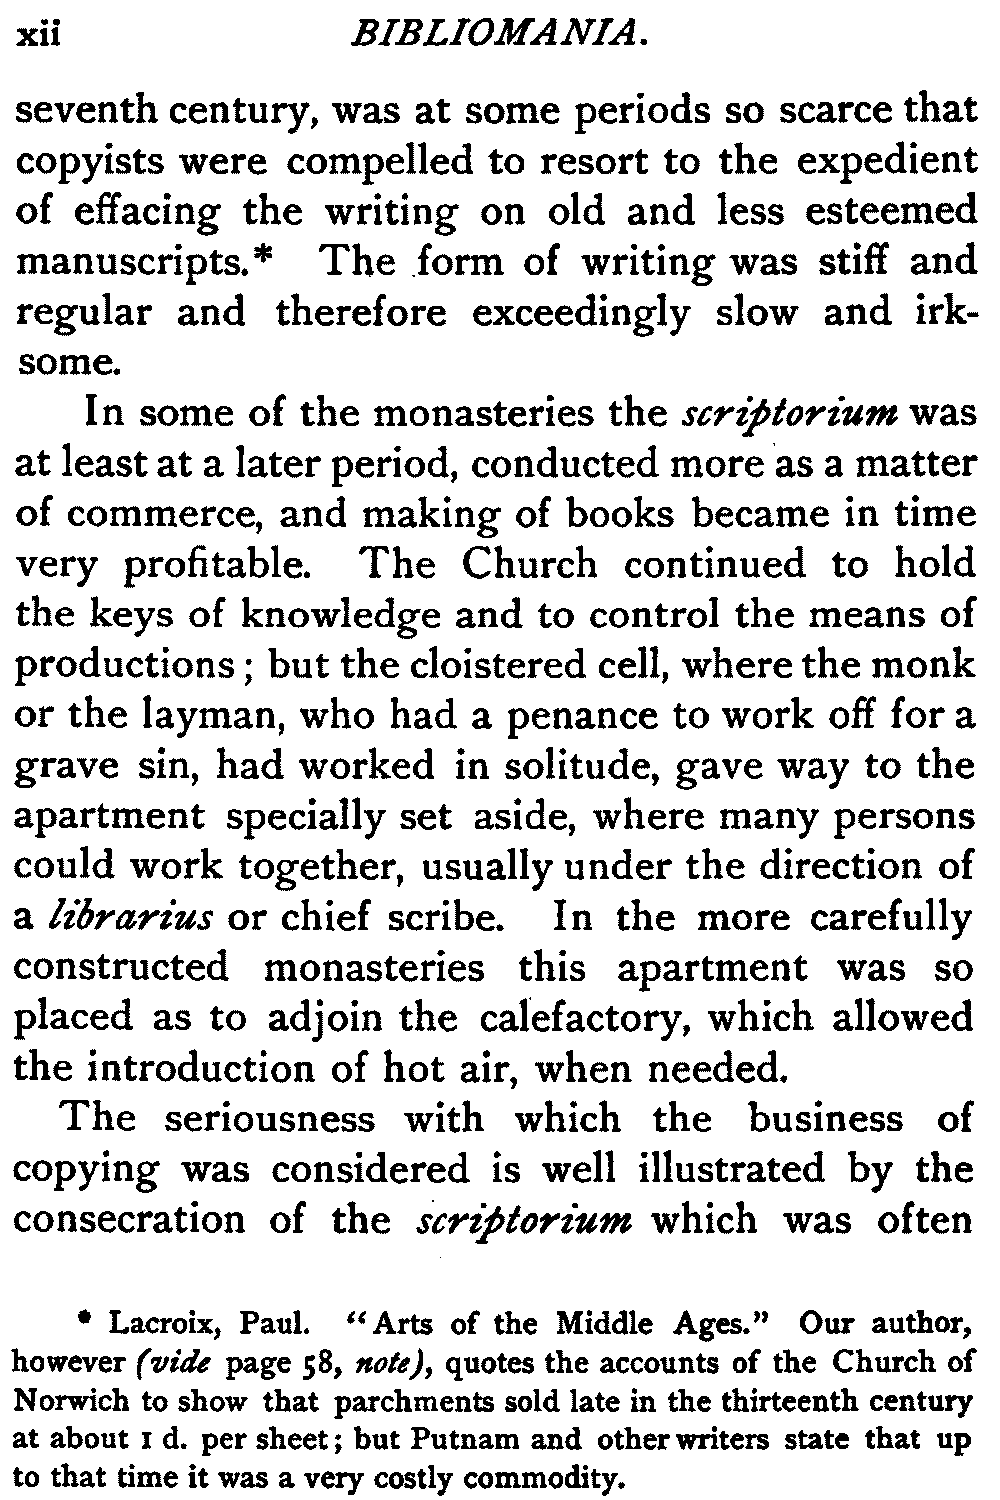 xii BIBLIOMANIA.
seventh century, was at some periods so scarce that
copyists were compelled to resort to the expedient
of effacing the writing on old and less esteemed
manuscripts.* The form of writing was stiff and
regular and therefore exceedingly slow and irk-
some.
In some of the monasteries the scriptorium was
at least at a later period, conducted more as a matter
of commerce, and making of books became in time
very profitable. The Church continued to hold
the keys of knowledge and to control the means of
productions; but the cloistered cell, where the monk
or the layman, who had a penance to work off for a
grave sin, had worked in solitude, gave way to the
apartment specially set aside, where many persons
could work together, usually under the direction of
a librarius or chief scribe. In the more carefully
constructed monasteries this apartment was so
placed as to adjoin the calefactory, which allowed
the introduction of hot air, when needed.
The seriousness with which the business of
copying was considered is well illustrated by the
consecration of the scriptorium which was often
* Lacroix, Paul. "Arts of the Middle Ages." Our author,
however (vide page 58, note), quotes the accounts of the Church of
Norwich to show that parchments sold late in the thirteenth century
at about 1 d. per sheet; but Putnam and other writers state that up
to that time it was a very costly commodity.